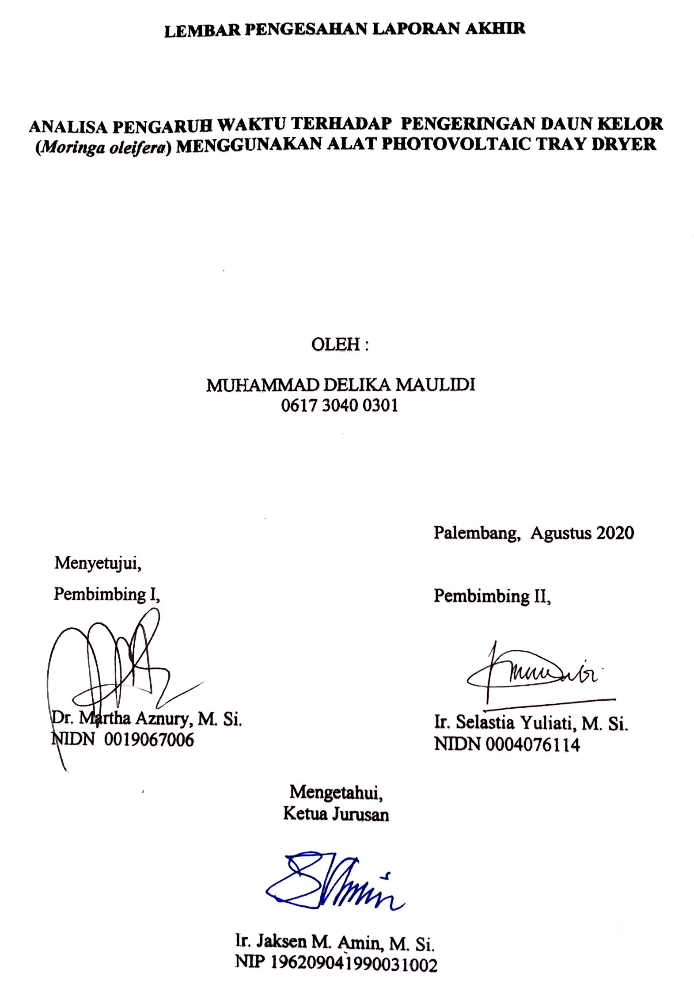 LEMBAR PENGESAHAN LAPORAN AKHIR
ANALISA PENGARUH WAKTU TERHADAP PENGERINGAN DAUN KELOR
(Moringa oleifera) MENGGUNAKAN ALAT PHOTOVOLTAIC TRAY DRYER
OLEH :
MUHAMMAD DELIKA MAULIDI
0617 3040 0301
Palembang, Agustus 2020
Menyetujui,
Pembimbing I,
Pembimbing II,
Dr. Martha Aznury, M. Si.
NIDN 0019067006
Ir. Selastia Yuliati, M. Si.
NIDN 0004076114
Mengetahui,
Ketua Jurusan
Ir. Jaksen M. Amin, M. Si.
NIP 196209041990031002